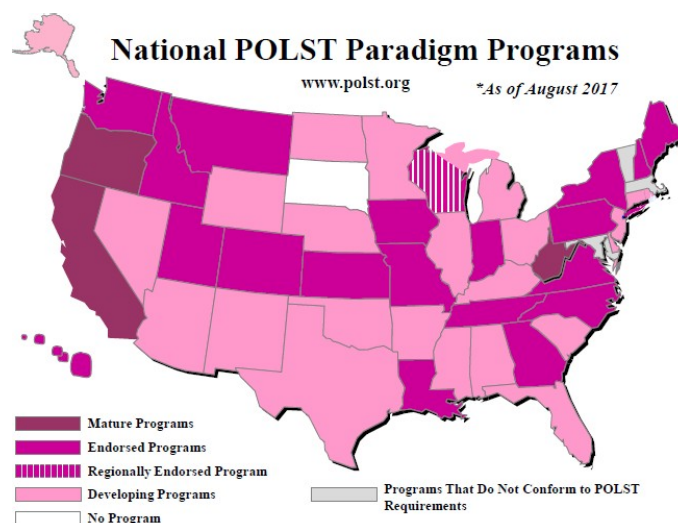 National POLST Paradigm Programs
www.polst.org
*As of August 2017
Mature Programs
Endorsed Programs
Regionally Endorsed Program
Developing Programs
No Program
Programs That Do Not Conform to POLST
Requirements